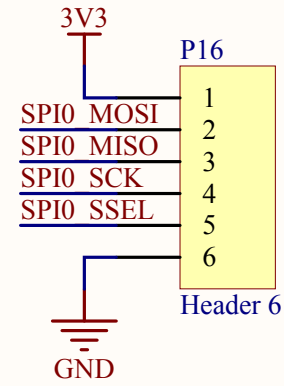 3V3
P16
1
SPI0_MOSI
2
SPI0_MISO
3
SPI0_SCK
4
SPI0_SSEL
5
6
Header 6
GND